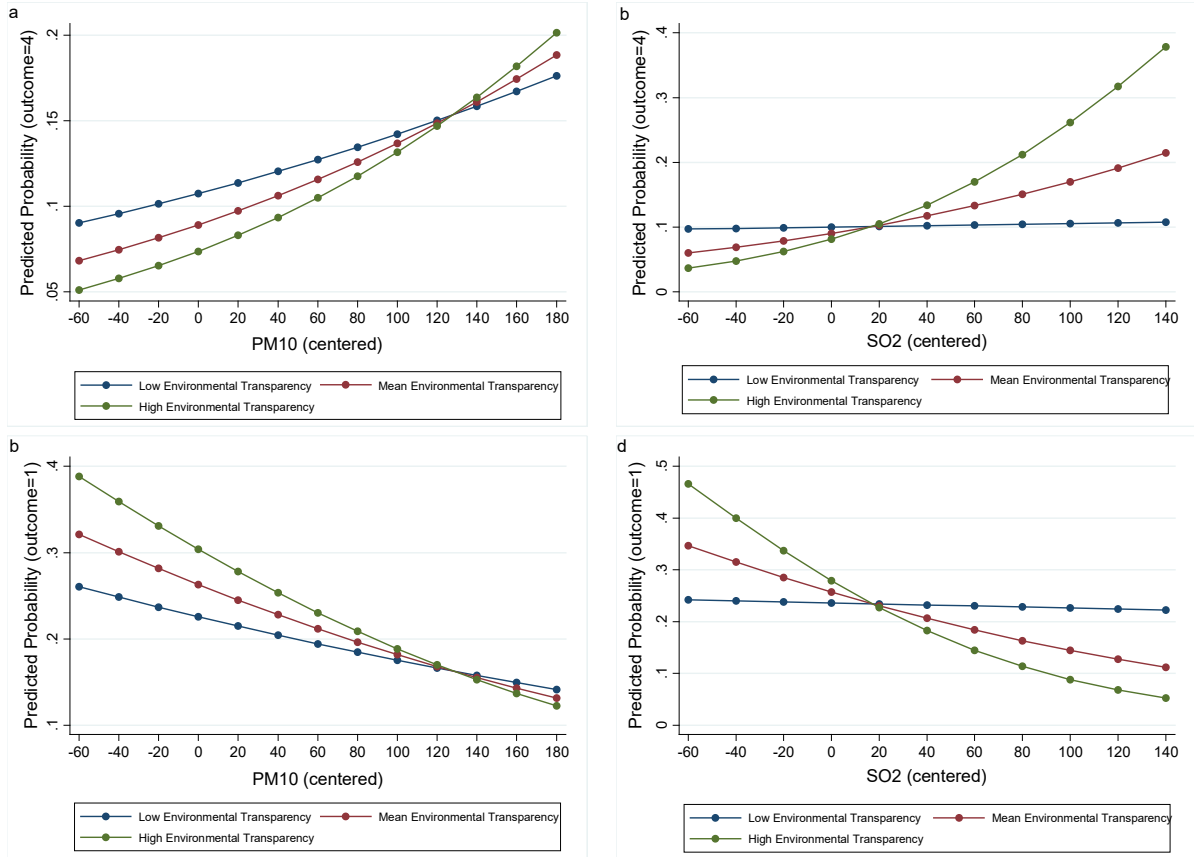 a
Predicted Probability (outcome=4)
.2
.15
.1
.05
-60 -40 -20 0 20 40 60 80 100 120 140 160 180
PM10 (centered)
Low Environmental Transparency Mean Environmental Transparency
High Environmental Transparency
b
Predicted Probability (outcome=4)
.4
.3
.2
.1
0
-60 -40 -20 0 20 40 60 80 100 120 140
SO2 (centered)
Low Environmental Transparency Mean Environmental Transparency
High Environmental Transparency
b
Predicted Probability (outcome=1)
.4
.3
.2
.1
-60 -40 -20 0 20 40 60 80 100 120 140 160 180
PM10 (centered)
Low Environmental Transparency Mean Environmental Transparency
High Environmental Transparency
d
Predicted Probability (outcome=1)
.5
.4
.3
.2
.1
0
-60 -40 -20 0 20 40 60 80 100 120 140
SO2 (centered)
Low Environmental Transparency Mean Environmental Transparency
High Environmental Transparency